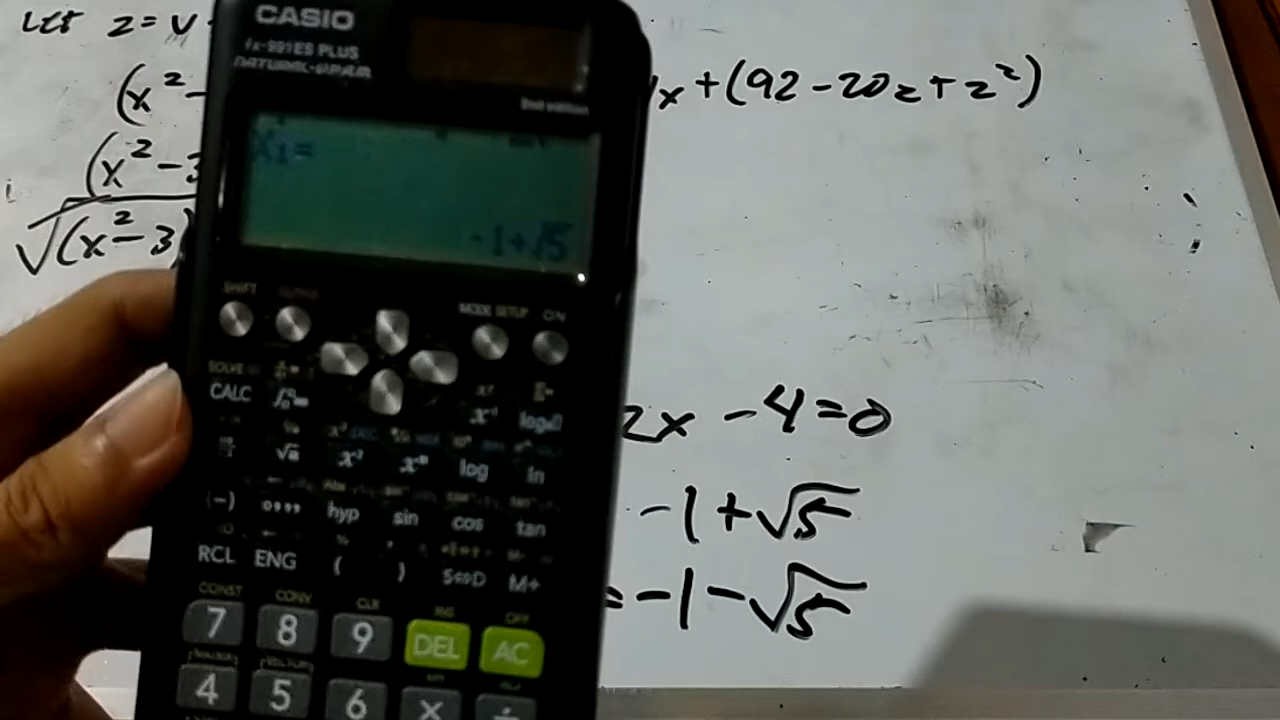 LET z = v
(x² -
x + (92 - 20z + z²)
(x² - 3
√(x² - 3)
CASIO
fx-991ES PLUS
NATURAL-V.P.A.M.
2nd edition
X₁=
-1+√5
SHIFT
ALPHA
MODE SETUP
ON
SOLVE
CALC
x⁻¹
log
ln
(-)
hyp
sin
cos
tan
RCL
ENG
(
)
S⇔D
M+
CONST
CONV
CLR
INS
OFF
7
8
9
DEL
AC
4
5
6
×
÷
2x - 4 = 0
-1 + √5
= -1 - √5